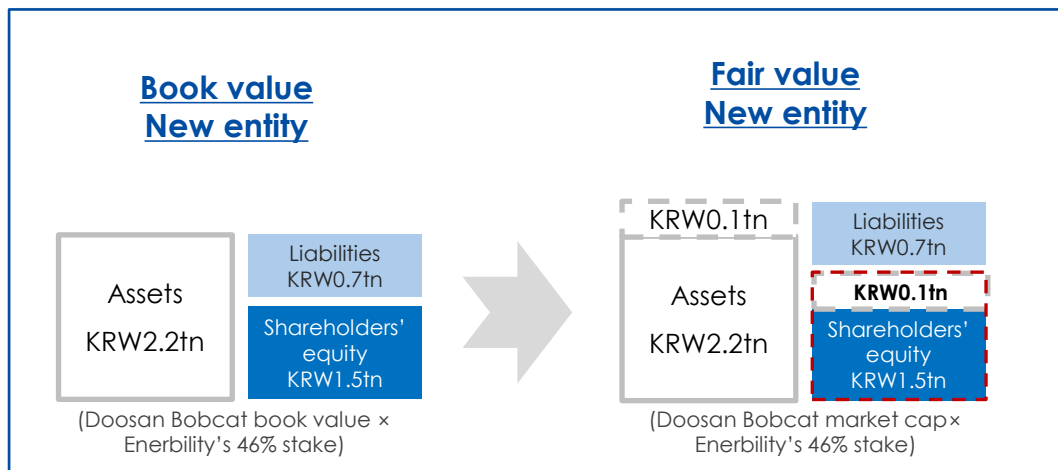 Book value
New entity
Assets
KRW2.2tn
Liabilities
KRW0.7tn
Shareholders'
equity
KRW1.5tn
(Doosan Bobcat book value ×
Enerbility's 46% stake)
Fair value
New entity
KRW0.1tn
Assets
KRW2.2tn
Liabilities
KRW0.7tn
KRW0.1tn
Shareholders'
equity
KRW1.5tn
(Doosan Bobcat market cap×
Enerbility's 46% stake)